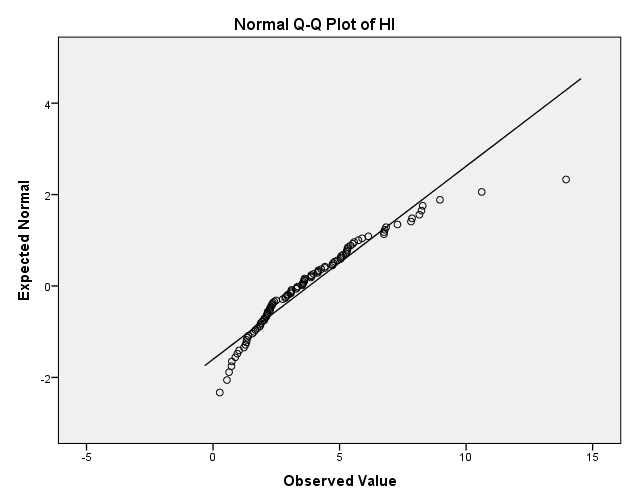 Normal Q-Q Plot of HI
Expected Normal
4
2
0
-2
-5 0 5 10 15
Observed Value